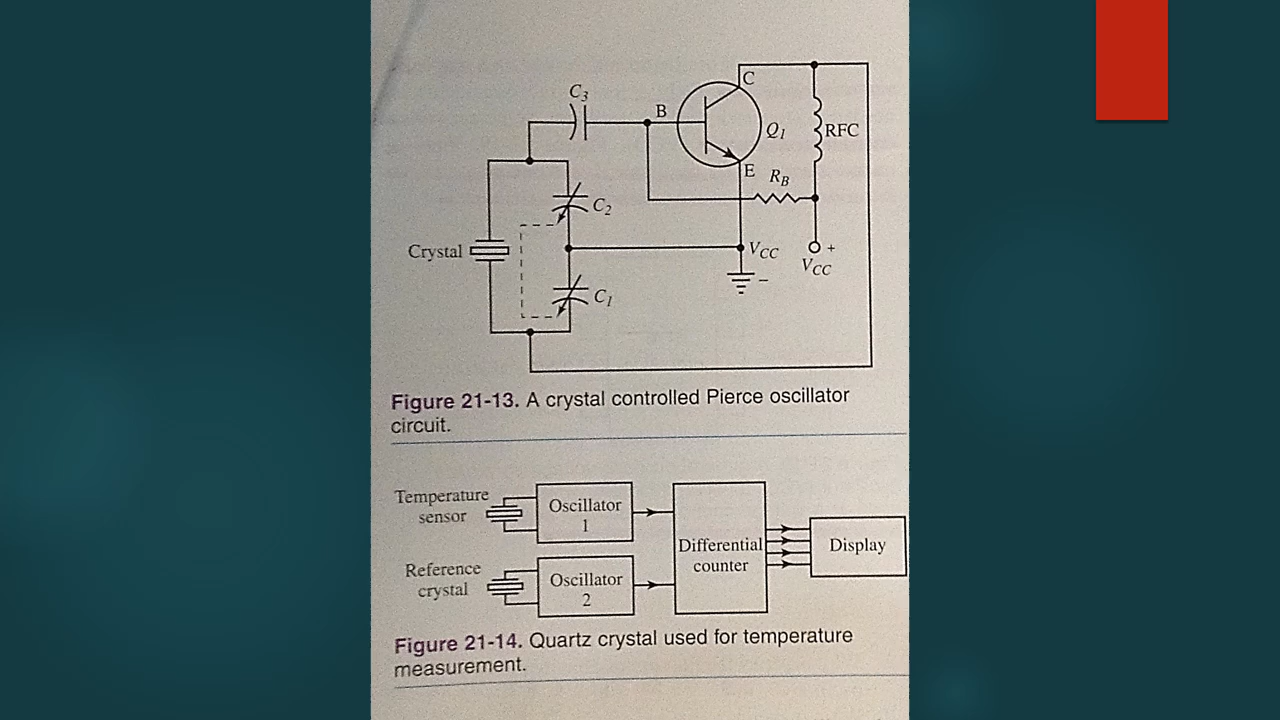 C3
B
C
Q1
RFC
E
RB
C2
Crystal
VCC
+
VCC
−
C1
Figure 21-13. A crystal controlled Pierce oscillator
circuit.
Temperature
sensor
Oscillator
1
Differential
counter
Display
Reference
crystal
Oscillator
2
Figure 21-14. Quartz crystal used for temperature
measurement.